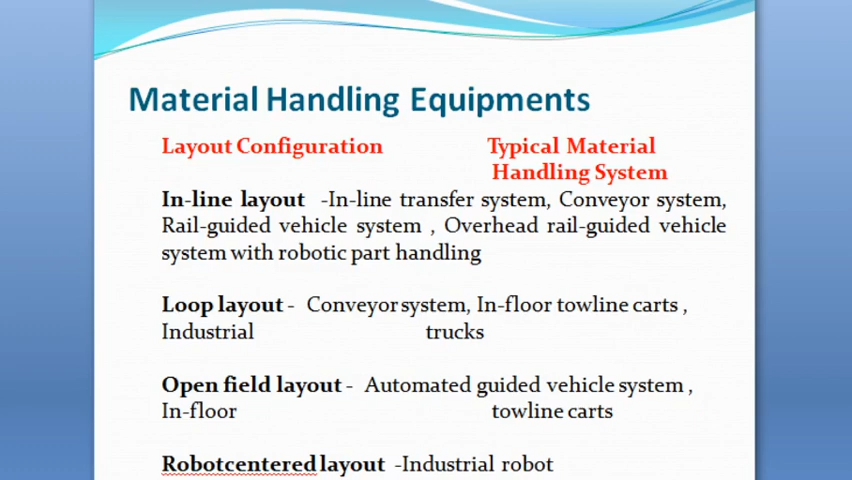 Material Handling Equipments
Layout Configuration Typical Material
Handling System
In-line layout -In-line transfer system, Conveyor system,
Rail-guided vehicle system , Overhead rail-guided vehicle
system with robotic part handling
Loop layout - Conveyor system, In-floor towline carts ,
Industrial trucks
Open field layout - Automated guided vehicle system ,
In-floor towline carts
Robotcentered layout -Industrial robot